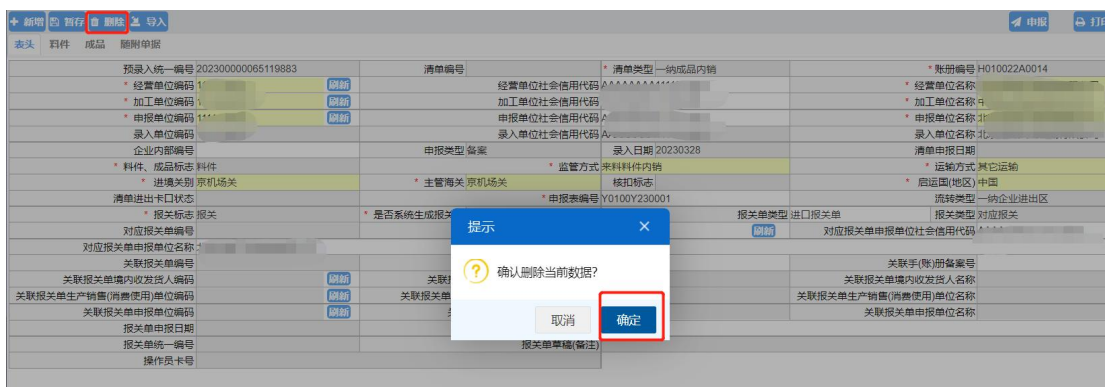 新增 暂存 删除 导入 申报 打印
表头 料件 成品 随附单据
预录入统一编号 202300000065119883 清单编号 * 清单类型 一纳成品内销 * 账册编号 H010022A0014
* 经营单位编码 刷新 经营单位社会信用代码 * 经营单位名称
* 加工单位编码 刷新 加工单位社会信用代码 * 加工单位名称
* 申报单位编码 刷新 申报单位社会信用代码 * 申报单位名称
录入单位编码 录入单位社会信用代码 录入单位名称
企业内部编号 申报类型 备案 录入日期 20230328 清单申报日期
* 料件、成品标志 料件 * 监管方式 来料料件内销 * 运输方式 其它运输
* 进境关别 京机场关 * 主管海关 京机场关 核扣标志 * 启运国(地区) 中国
清单进出卡口状态 * 申报表编号 Y0100Y230001 流转类型 一纳企业进出区
* 报关标志 报关 * 是否系统生成报关 报关单类型 进口报关单 报关类型 对应报关
对应报关单编号 刷新 对应报关单申报单位社会信用代码
对应报关单申报单位名称
关联报关单编号 关联手(账)册备案号
关联报关单境内收发货人编码 刷新 关联报关单境内收发货人名称
关联报关单生产销售(消费使用)单位编码 刷新 关联报关单 关联报关单生产销售(消费使用)单位名称
关联报关单申报单位编码 刷新 关联报关单申报单位名称
报关单申报日期
报关单统一编号 报关单草稿(备注)
操作员卡号
提示 ×
? 确认删除当前数据?
取消 确定